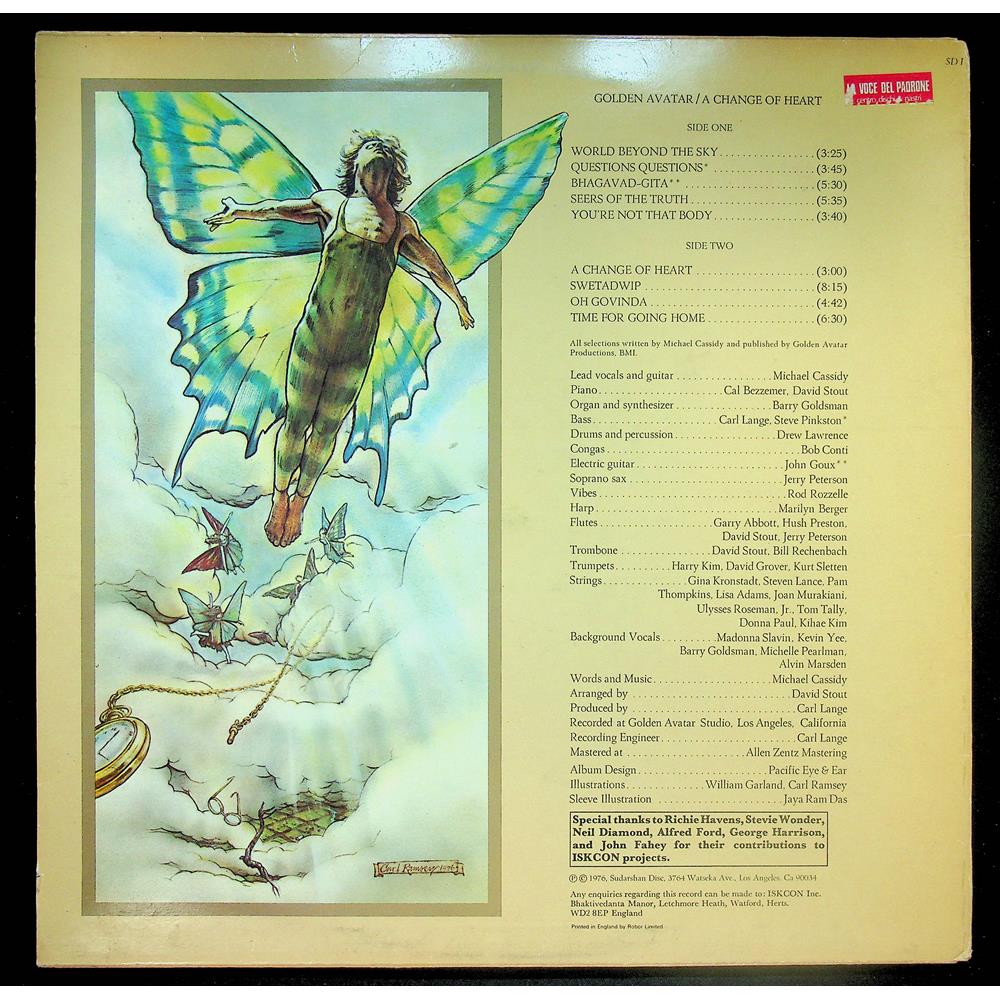 SD 1
VOCE DEL PADRONE
centro dischi & nastri
GOLDEN AVATAR/A CHANGE OF HEART
SIDE ONE
WORLD BEYOND THE SKY................(3:25)
QUESTIONS QUESTIONS*..................(3:45)
BHAGAVAD-GITA**......................(5:30)
SEERS OF THE TRUTH.....................(5:35)
YOU'RE NOT THAT BODY.................(3:40)
SIDE TWO
A CHANGE OF HEART....................(3:00)
SWETADWIP.............................(8:15)
OH GOVINDA............................(4:42)
TIME FOR GOING HOME..................(6:30)
All selections written by Michael Cassidy and published by Golden Avatar
Productions, BMI.
Lead vocals and guitar................Michael Cassidy
Piano.....................Cal Bezzemer, David Stout
Organ and synthesizer................Barry Goldsman
Bass.....................Carl Lange, Steve Pinkston*
Drums and percussion.................Drew Lawrence
Congas................................Bob Conti
Electric guitar........................John Goux**
Soprano sax..........................Jerry Peterson
Vibes................................Rod Rozzelle
Harp................................Marilyn Berger
Flutes...................Garry Abbott, Hush Preston,
David Stout, Jerry Peterson
Trombone...............David Stout, Bill Rechenbach
Trumpets.........Harry Kim, David Grover, Kurt Sletten
Strings..............Gina Kronstadt, Steven Lance, Pam
Thompkins, Lisa Adams, Joan Murakiani,
Ulysses Roseman, Jr., Tom Tally,
Donna Paul, Kihae Kim
Background Vocals.........Madonna Slavin, Kevin Yee,
Barry Goldsman, Michelle Pearlman,
Alvin Marsden
Words and Music....................Michael Cassidy
Arranged by..........................David Stout
Produced by...........................Carl Lange
Recorded at Golden Avatar Studio, Los Angeles, California
Recording Engineer.....................Carl Lange
Mastered at....................Allen Zentz Mastering
Album Design......................Pacific Eye & Ear
Illustrations.............William Garland, Carl Ramsey
Sleeve Illustration.....................Jaya Ram Das
Special thanks to Richie Havens, Stevie Wonder,
Neil Diamond, Alfred Ford, George Harrison,
and John Fahey for their contributions to
ISKCON projects.
℗ © 1976, Sudarshan Disc, 3764 Watseka Ave., Los Angeles, Ca 90034
Any enquiries regarding this record can be made to: ISKCON Inc.
Bhaktivedanta Manor, Letchmore Heath, Watford, Herts.
WD2 8EP England
Printed in England by Robor Limited
Carl Ramsey 1976